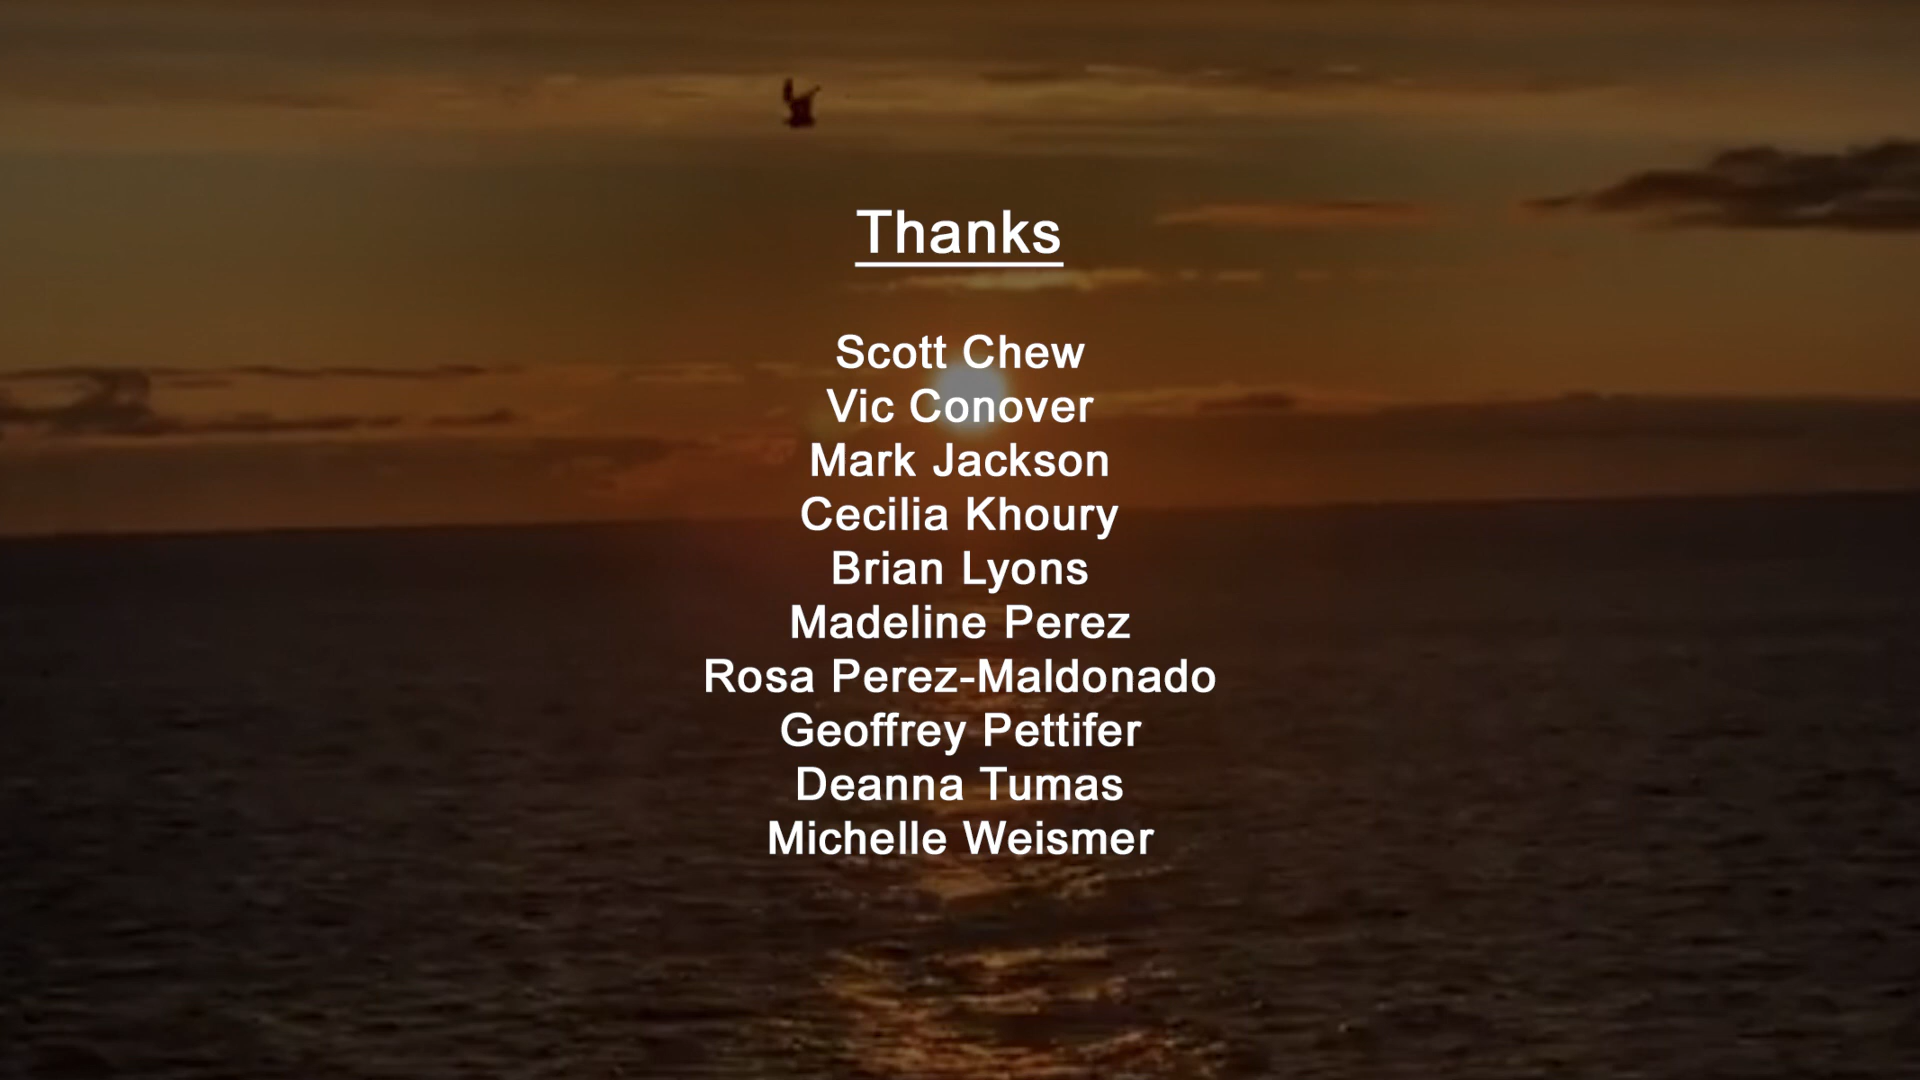 Thanks
Scott Chew
Vic Conover
Mark Jackson
Cecilia Khoury
Brian Lyons
Madeline Perez
Rosa Perez-Maldonado
Geoffrey Pettifer
Deanna Tumas
Michelle Weismer